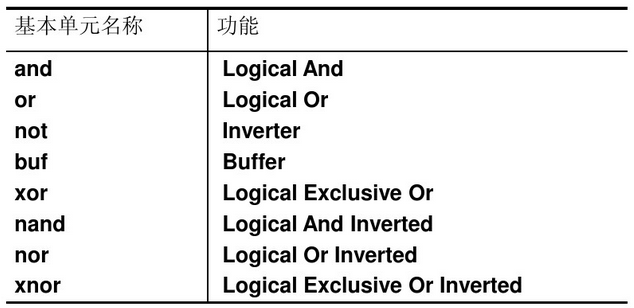 基本单元名称 功能
and Logical And
or Logical Or
not Inverter
buf Buffer
xor Logical Exclusive Or
nand Logical And Inverted
nor Logical Or Inverted
xnor Logical Exclusive Or Inverted